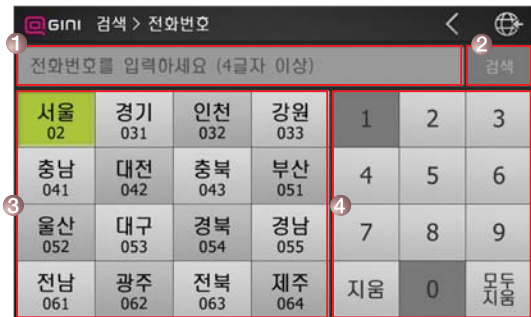 GINI 검색 > 전화번호
1
전화번호를 입력하세요 (4글자 이상)
2
검색
3
서울 경기 인천 강원
02 031 032 033
충남 대전 충북 부산
041 042 043 051
울산 대구 경북 경남
052 053 054 055
전남 광주 전북 제주
061 062 063 064
4
1 2 3
4 5 6
7 8 9
지움 0 모두
지움